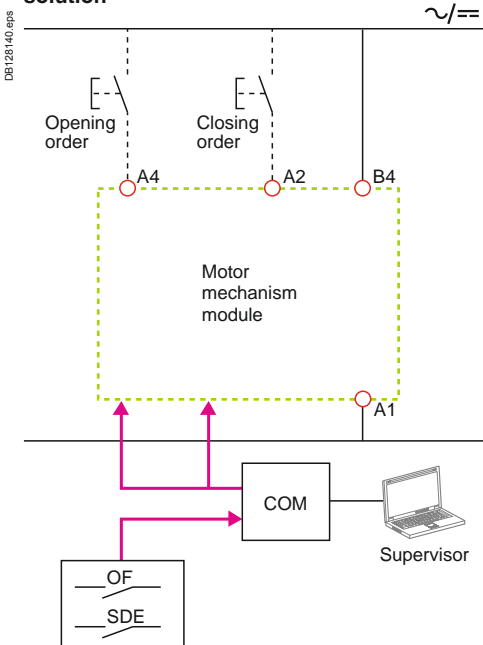 solution
DB128140.eps
~/==
Opening
order
Closing
order
A4
A2
B4
Motor
mechanism
module
A1
COM
Supervisor
OF
SDE